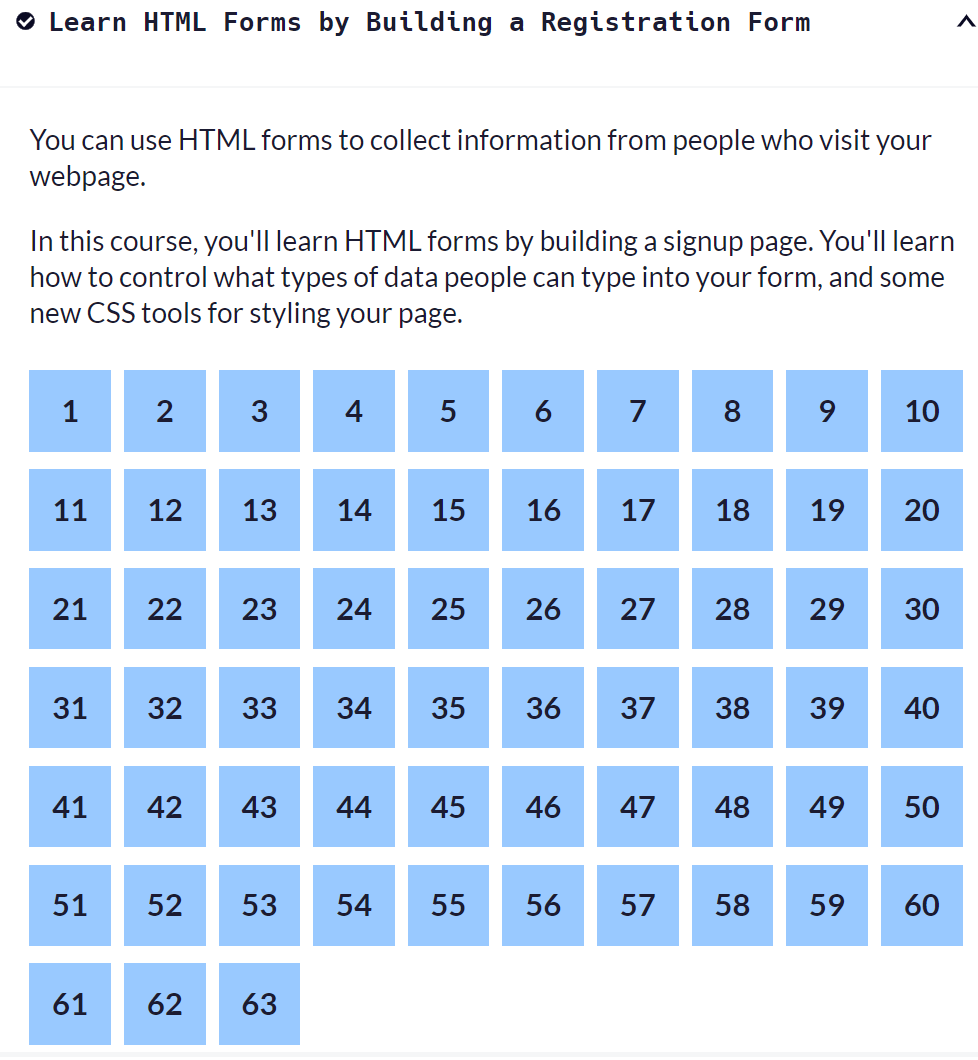 Learn HTML Forms by Building a Registration Form
You can use HTML forms to collect information from people who visit your
webpage.
In this course, you'll learn HTML forms by building a signup page. You'll learn
how to control what types of data people can type into your form, and some
new CSS tools for styling your page.
1 2 3 4 5 6 7 8 9 10
11 12 13 14 15 16 17 18 19 20
21 22 23 24 25 26 27 28 29 30
31 32 33 34 35 36 37 38 39 40
41 42 43 44 45 46 47 48 49 50
51 52 53 54 55 56 57 58 59 60
61 62 63